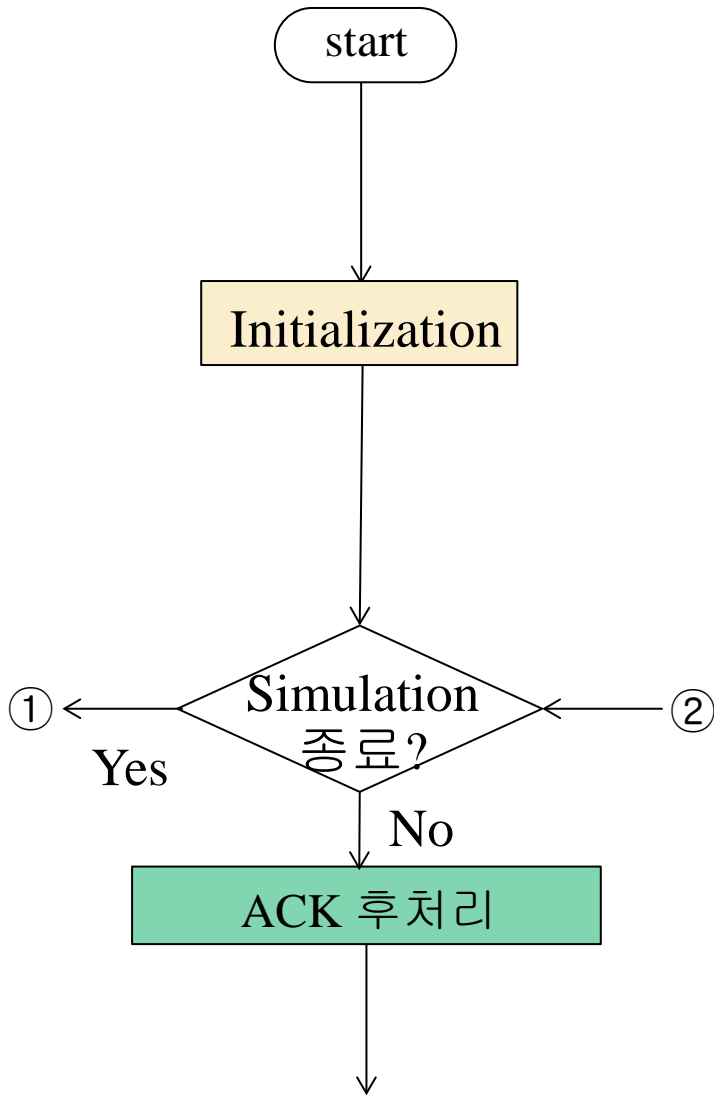 start
Initialization
Simulation
종료?
①
②
Yes
No
ACK 후처리